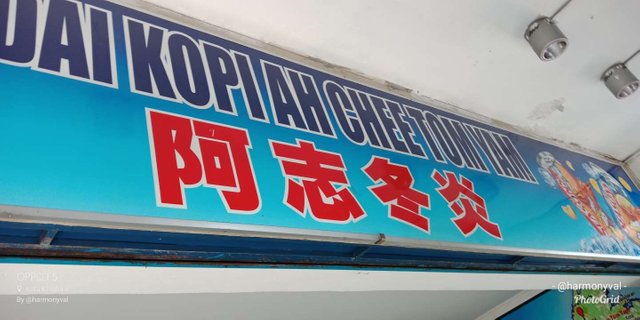 DAI KOPI AH CHEE TOM YAM
阿志冬炎
OPPO F5
By @harmonyval
- @harmonyval -
PhotoGrid